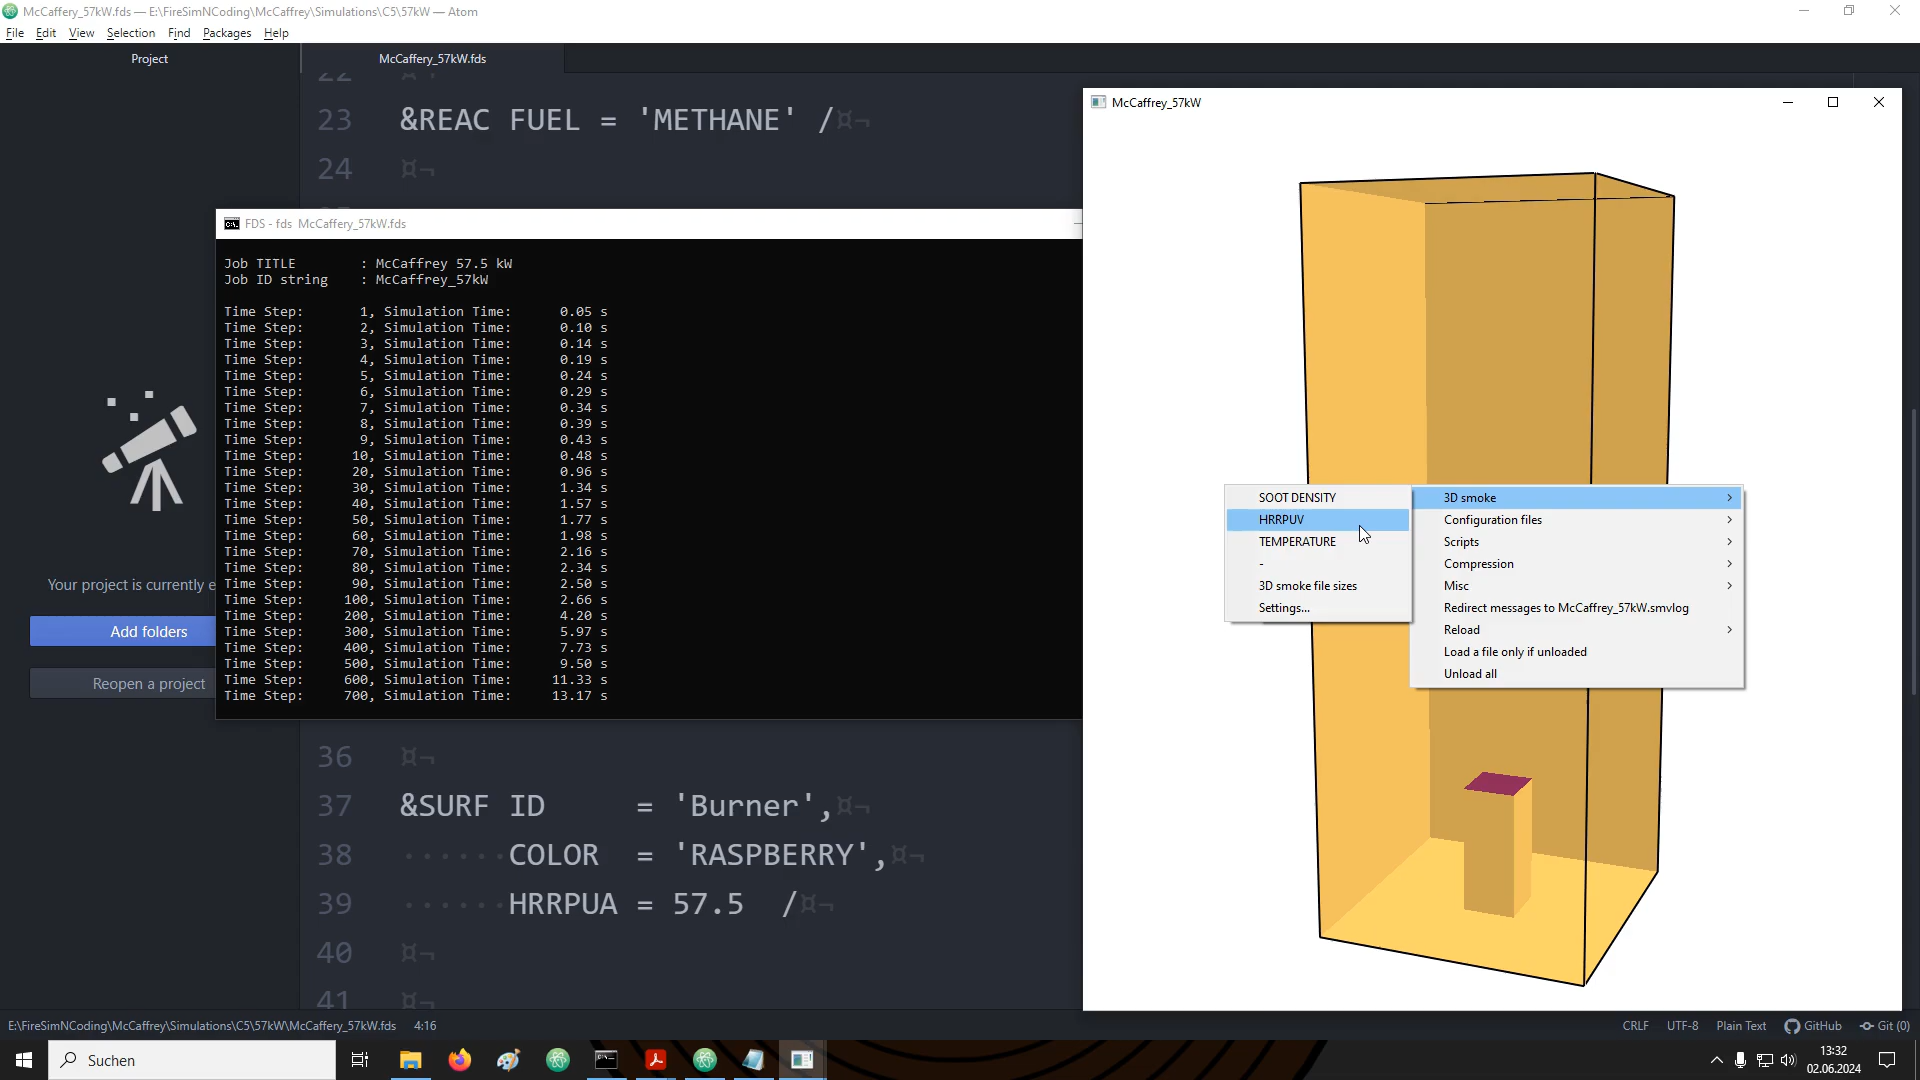 McCaffery_57kW.fds — E:\FireSimNCoding\McCaffrey\Simulations\C5\57kW — Atom
File Edit View Selection Find Packages Help
Project
McCaffery_57kW.fds
23 &REAC FUEL = 'METHANE' /¤¬
24 ¤¬
FDS - fds McCaffery_57kW.fds
Job TITLE : McCaffrey 57.5 kW
Job ID string : McCaffrey_57kW
Time Step: 1, Simulation Time: 0.05 s
Time Step: 2, Simulation Time: 0.10 s
Time Step: 3, Simulation Time: 0.14 s
Time Step: 4, Simulation Time: 0.19 s
Time Step: 5, Simulation Time: 0.24 s
Time Step: 6, Simulation Time: 0.29 s
Time Step: 7, Simulation Time: 0.34 s
Time Step: 8, Simulation Time: 0.39 s
Time Step: 9, Simulation Time: 0.43 s
Time Step: 10, Simulation Time: 0.48 s
Time Step: 20, Simulation Time: 0.96 s
Time Step: 30, Simulation Time: 1.34 s
Time Step: 40, Simulation Time: 1.57 s
Time Step: 50, Simulation Time: 1.77 s
Time Step: 60, Simulation Time: 1.98 s
Time Step: 70, Simulation Time: 2.16 s
Time Step: 80, Simulation Time: 2.34 s
Time Step: 90, Simulation Time: 2.50 s
Time Step: 100, Simulation Time: 2.66 s
Time Step: 200, Simulation Time: 4.20 s
Time Step: 300, Simulation Time: 5.97 s
Time Step: 400, Simulation Time: 7.73 s
Time Step: 500, Simulation Time: 9.50 s
Time Step: 600, Simulation Time: 11.33 s
Time Step: 700, Simulation Time: 13.17 s
Your project is currently e
Add folders
Reopen a project
36 ¤¬
37 &SURF ID = 'Burner',¤¬
38 ······COLOR = 'RASPBERRY',¤¬
39 ······HRRPUA = 57.5 /¤¬
40 ¤¬
41 ¤¬
McCaffrey_57kW
SOOT DENSITY
HRRPUV
TEMPERATURE
-
3D smoke file sizes
Settings...
3D smoke
Configuration files
Scripts
Compression
Misc
Redirect messages to McCaffrey_57kW.smvlog
Reload
Load a file only if unloaded
Unload all
E:\FireSimNCoding\McCaffrey\Simulations\C5\57kW\McCaffery_57kW.fds 4:16
CRLF UTF-8 Plain Text GitHub Git (0)
Suchen
13:32
02.06.2024